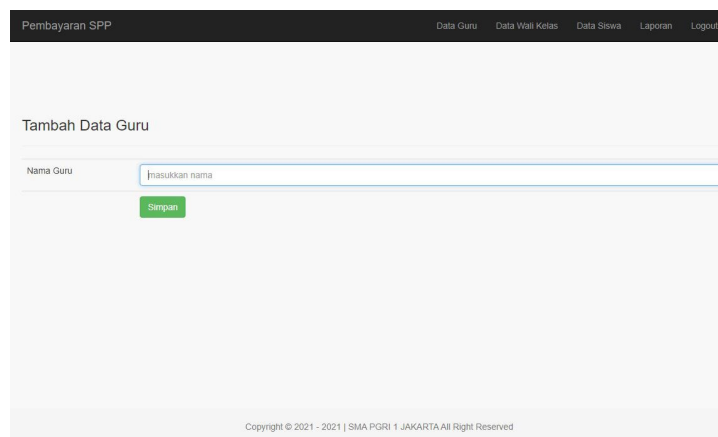 Pembayaran SPP Data Guru Data Wali Kelas Data Siswa Laporan Logout
Tambah Data Guru
Nama Guru masukkan nama
Simpan
Copyright © 2021 - 2021 | SMA PGRI 1 JAKARTA All Right Reserved